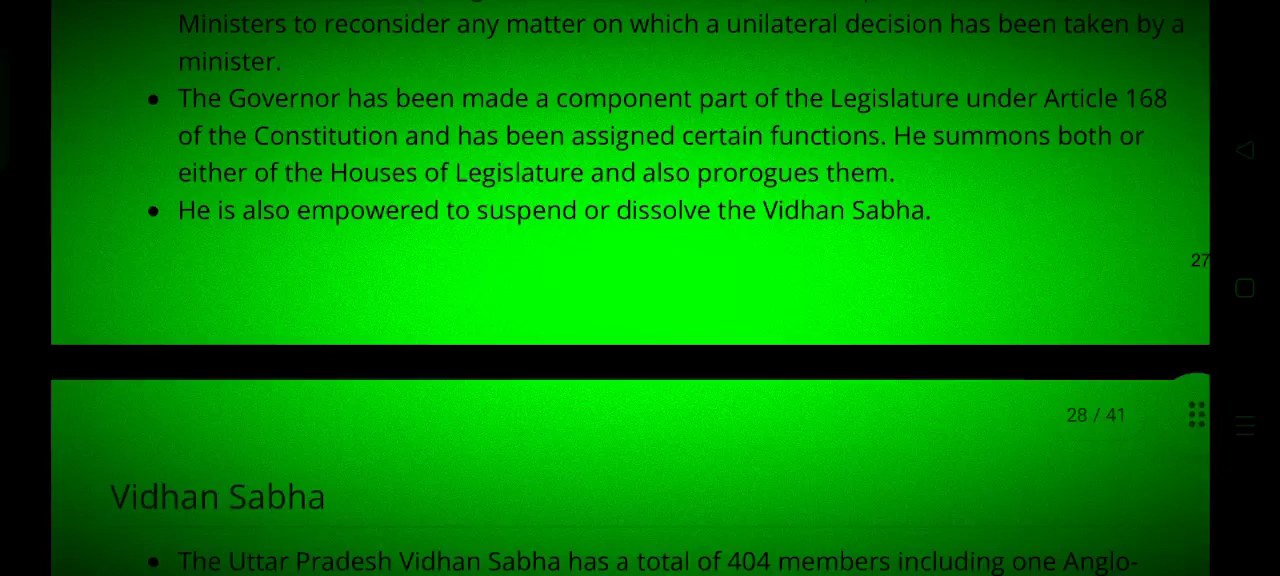 Ministers to reconsider any matter on which a unilateral decision has been taken by a
minister.
• The Governor has been made a component part of the Legislature under Article 168
of the Constitution and has been assigned certain functions. He summons both or
either of the Houses of Legislature and also prorogues them.
• He is also empowered to suspend or dissolve the Vidhan Sabha.
27
28 / 41
Vidhan Sabha
• The Uttar Pradesh Vidhan Sabha has a total of 404 members including one Anglo-